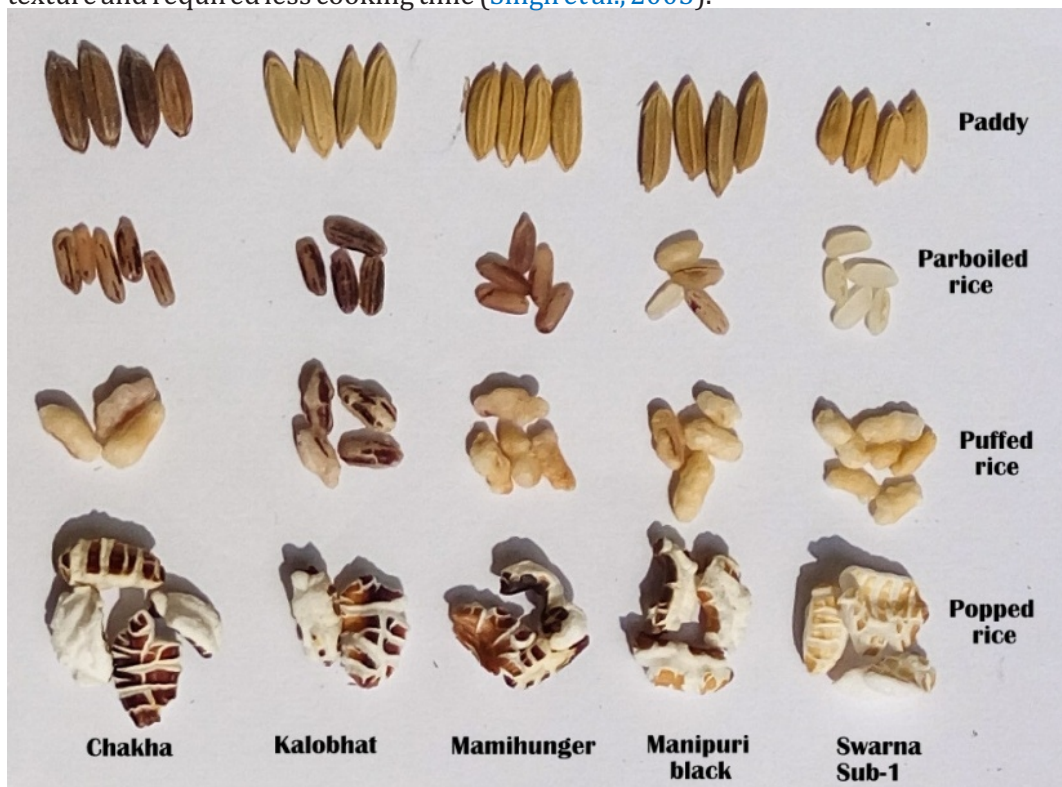 texture and required less cooking time (Singh et al., 2005).
Paddy
Parboiled
rice
Puffed
rice
Popped
rice
Chakha
Kalobhat
Mamihunger
Manipuri
black
Swarna
Sub-1